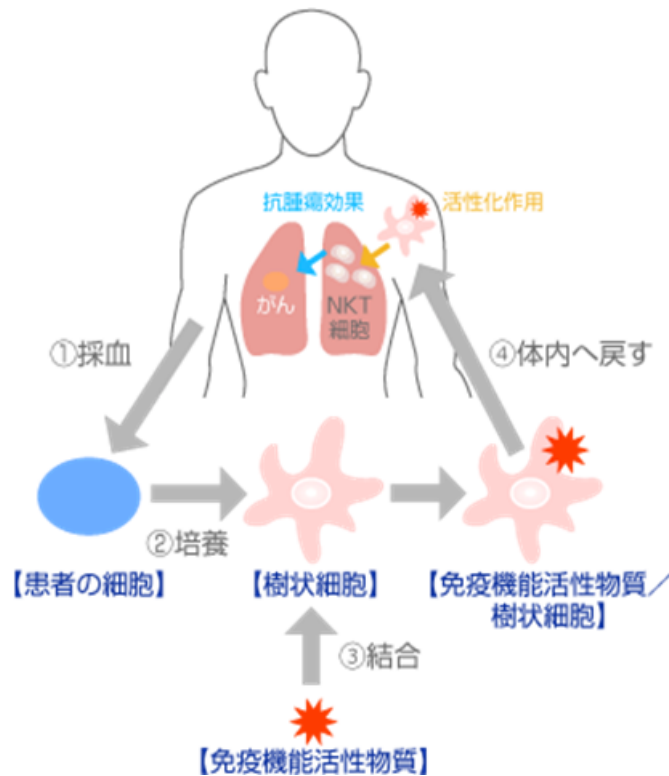 抗腫瘍効果
活性化作用
がん
NKT
細胞
①採血
④体内へ戻す
②培養
【患者の細胞】
【樹状細胞】
【免疫機能活性物質／
樹状細胞】
③結合
【免疫機能活性物質】